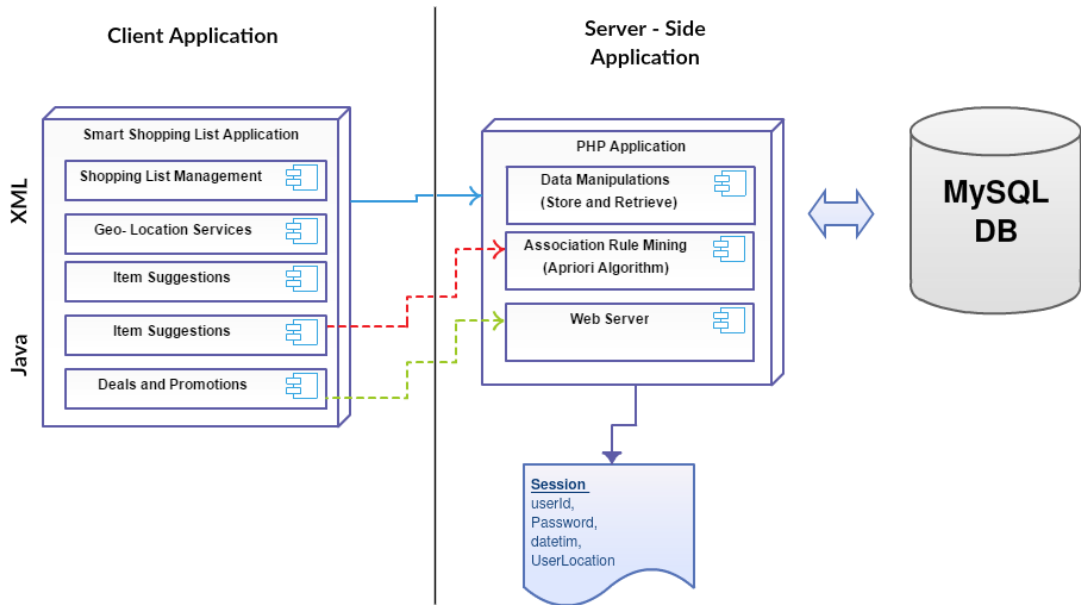 Client Application
Server - Side
Application
XML
Java
Smart Shopping List Application
Shopping List Management
Geo- Location Services
Item Suggestions
Item Suggestions
Deals and Promotions
PHP Application
Data Manipulations
(Store and Retrieve)
Association Rule Mining
(Apriori Algorithm)
Web Server
MySQL
DB
Session
userId,
Password,
datetim,
UserLocation